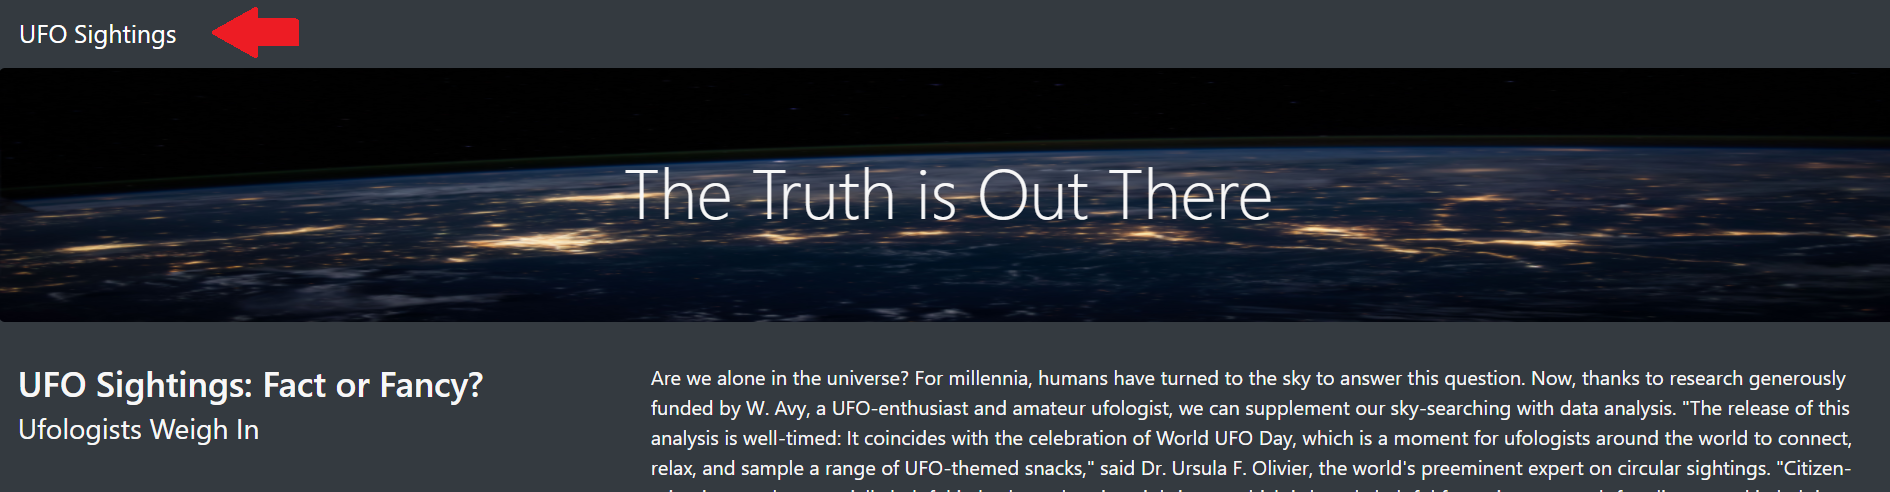 UFO Sightings
The Truth is Out There
UFO Sightings: Fact or Fancy?
Ufologists Weigh In
Are we alone in the universe? For millennia, humans have turned to the sky to answer this question. Now, thanks to research generously
funded by W. Avy, a UFO-enthusiast and amateur ufologist, we can supplement our sky-searching with data analysis. "The release of this
analysis is well-timed: It coincides with the celebration of World UFO Day, which is a moment for ufologists around the world to connect,
relax, and sample a range of UFO-themed snacks," said Dr. Ursula F. Olivier, the world's preeminent expert on circular sightings. "Citizen-